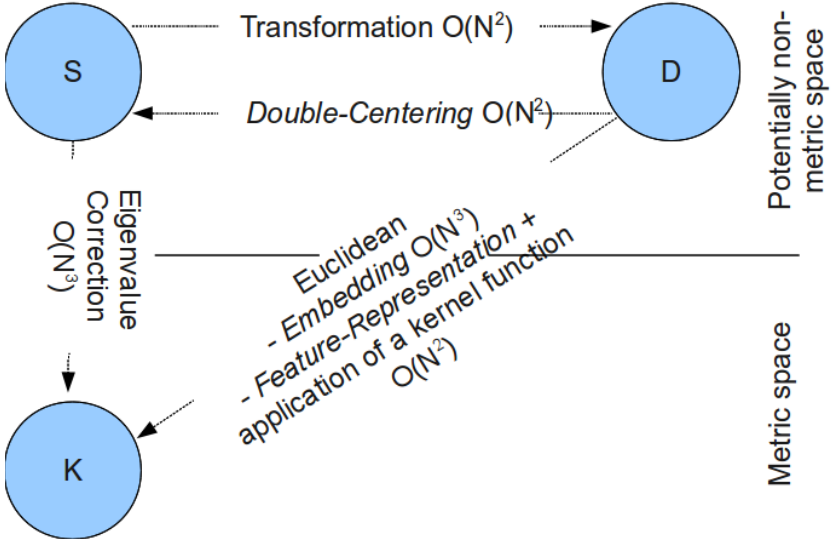 S
Transformation O(N²)
D
Double-Centering O(N²)
Potentially non-
metric space
Eigenvalue
Correction
O(N³)
Euclidean
- Embedding O(N³)
- Feature-Representation +
application of a kernel function
O(N²)
Metric space
K